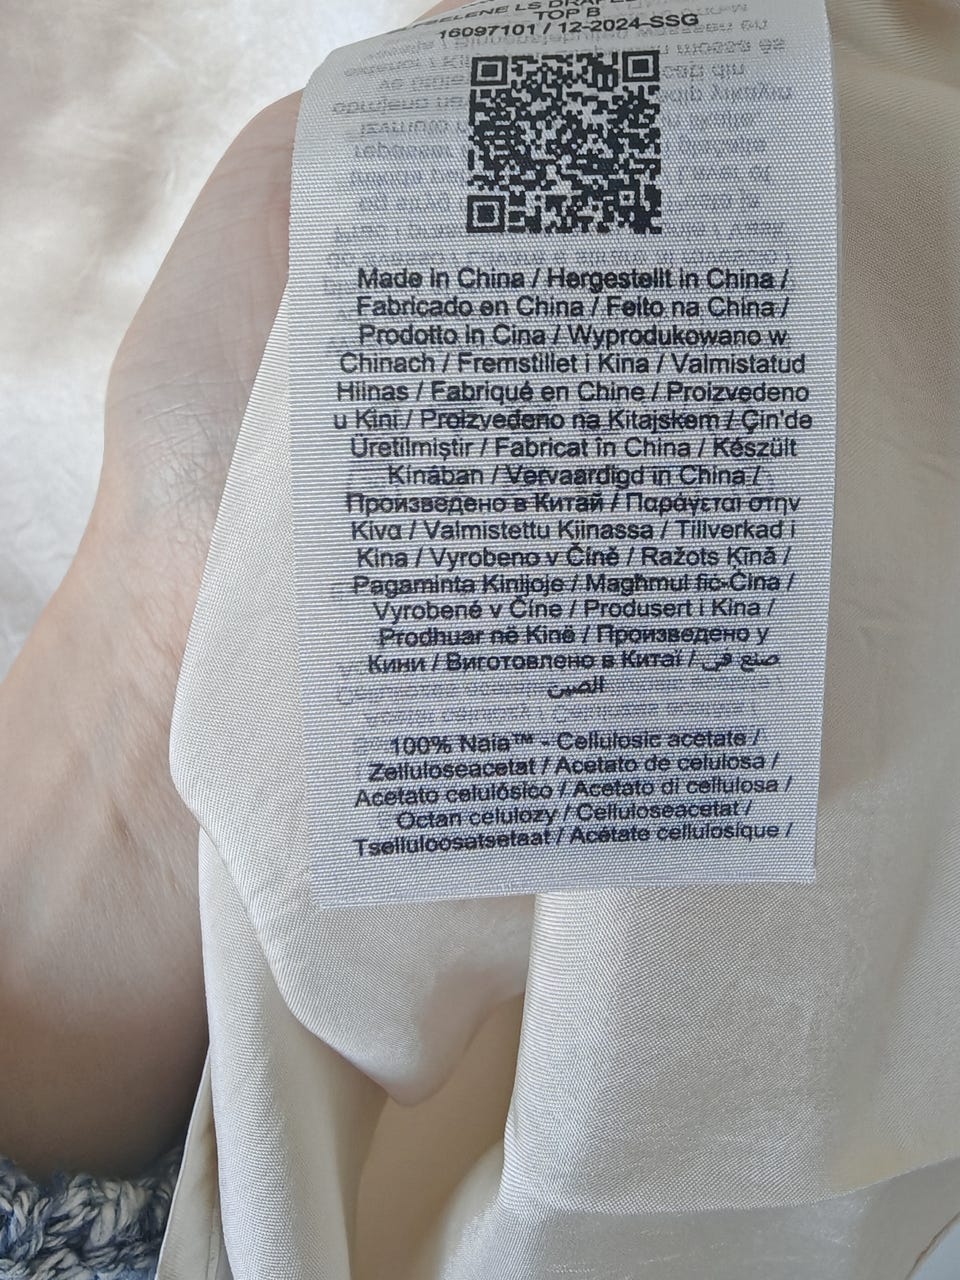 SELENE LS
TOP B
16097101 / 12-2024-SSG
Made in China / Hergestellt in China /
Fabricado en China / Feito na China /
Prodotto in Cina / Wyprodukowano w
Chinach / Fremstillet i Kina / Valmistatud
Hiinas / Fabriqué en Chine / Proizvedeno
u Kini / Proizvedeno na Kitajskem / Çin'de
Üretilmiştir / Fabricat în China / Készült
Kínában / Vervaardigd in China /
Произведено в Китай / Παράγεται στην
Κίνα / Valmistettu Kiinassa / Tillverkad i
Kina / Vyrobeno v Číně / Ražots Ķīnā /
Pagaminta Kinijoje / Magħmul fiċ-Ċina /
Vyrobené v Číne / Produsert i Kina /
Prodhuar në Kinë / Произведено у
Кини / Виготовлено в Китаї / صنع في
الصين
100% Naia™ - Cellulosic acetate /
Zelluloseacetat / Acetato de celulosa /
Acetato celulósico / Acetato di cellulosa /
Octan celulozy / Celluloseacetat /
Tselluloosatsetaat / Acétate cellulosique /